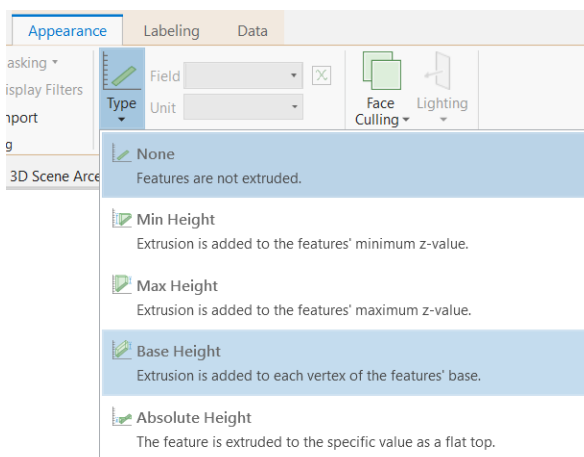 Appearance Labeling Data
asking
isplay Filters
nport
g
Type
Field
Unit
Face
Culling
Lighting
3D Scene Arce
None
Features are not extruded.
Min Height
Extrusion is added to the features' minimum z-value.
Max Height
Extrusion is added to the features' maximum z-value.
Base Height
Extrusion is added to each vertex of the features' base.
Absolute Height
The feature is extruded to the specific value as a flat top.